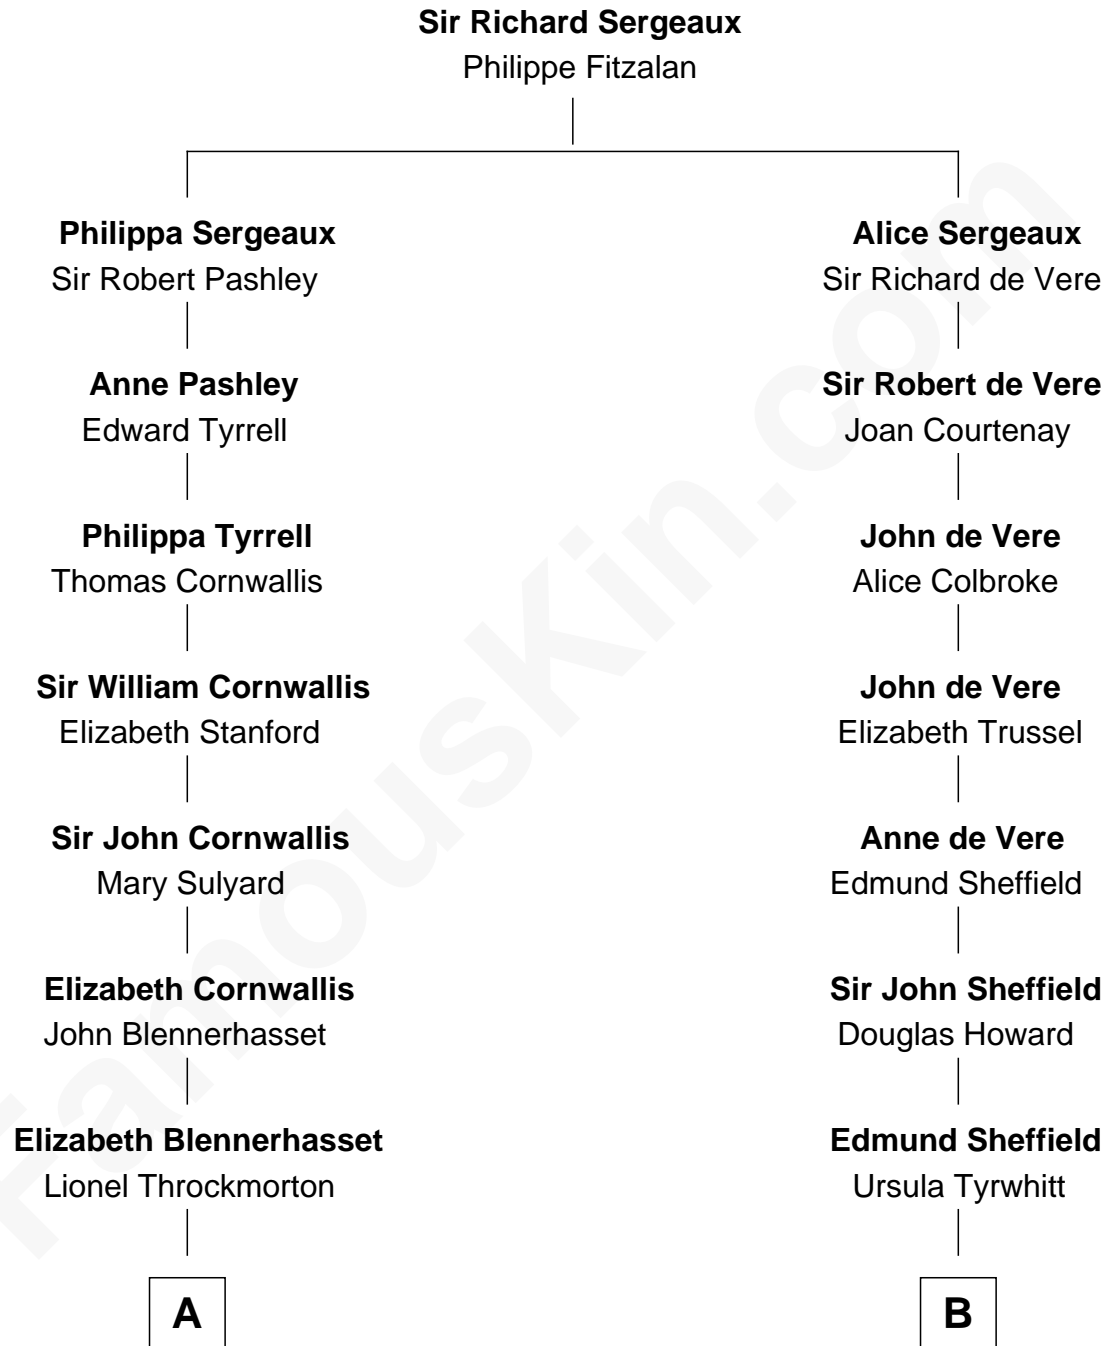 Sir Richard Sergeaux
Philippe Fitzalan
Philippa Sergeaux
Sir Robert Pashley
Alice Sergeaux
Sir Richard de Vere
Anne Pashley
Edward Tyrrell
Sir Robert de Vere
Joan Courtenay
Philippa Tyrrell
Thomas Cornwallis
John de Vere
Alice Colbroke
Sir William Cornwallis
Elizabeth Stanford
John de Vere
Elizabeth Trussel
Sir John Cornwallis
Mary Sulyard
Anne de Vere
Edmund Sheffield
Elizabeth Cornwallis
John Blennerhasset
Sir John Sheffield
Douglas Howard
Elizabeth Blennerhasset
Lionel Throckmorton
Edmund Sheffield
Ursula Tyrwhitt
A
B
FamousKin.com